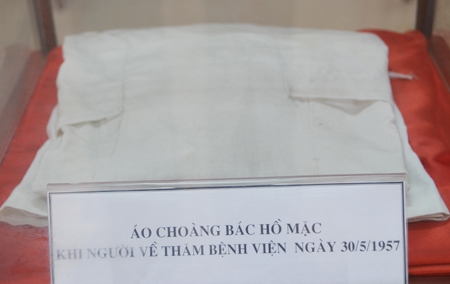 ÁO CHOÀNG BÁC HỒ MẶC
KHI NGƯỜI VỀ THĂM BỆNH VIỆN NGÀY 30/5/1957